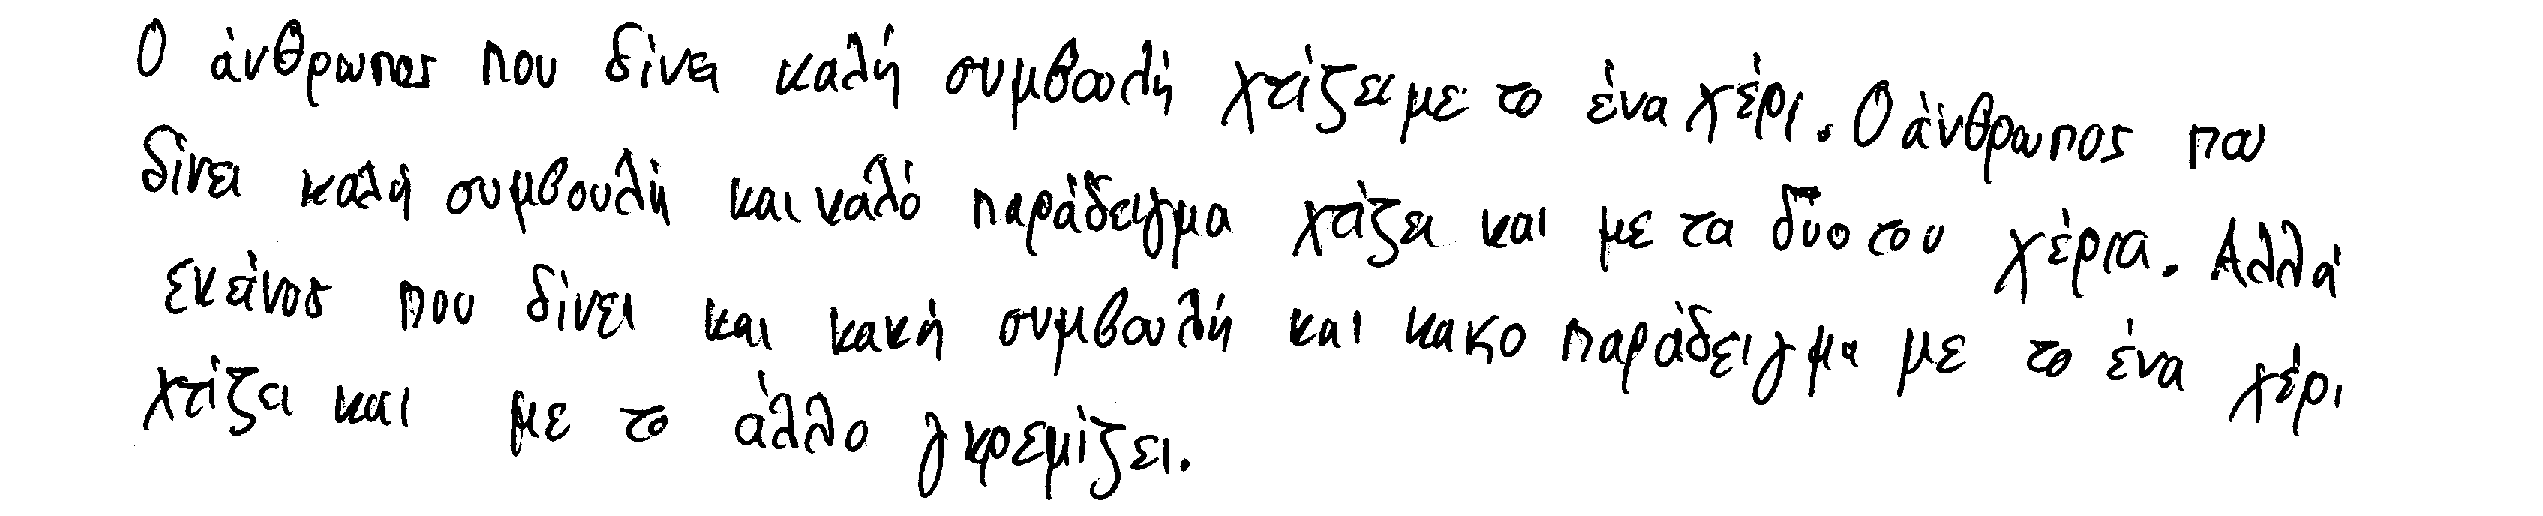 Ο άνθρωπος που δίνει καλή συμβουλή χτίζει με το ένα χέρι. Ο άνθρωπος που
δίνει καλή συμβουλή και καλό παράδειγμα χτίζει και με τα δύο του χέρια. Αλλά
εκείνος που δίνει και κακή συμβουλή και κακο παράδειγμα με το ένα χέρι
χτίζει και με το άλλο γκρεμίζει.